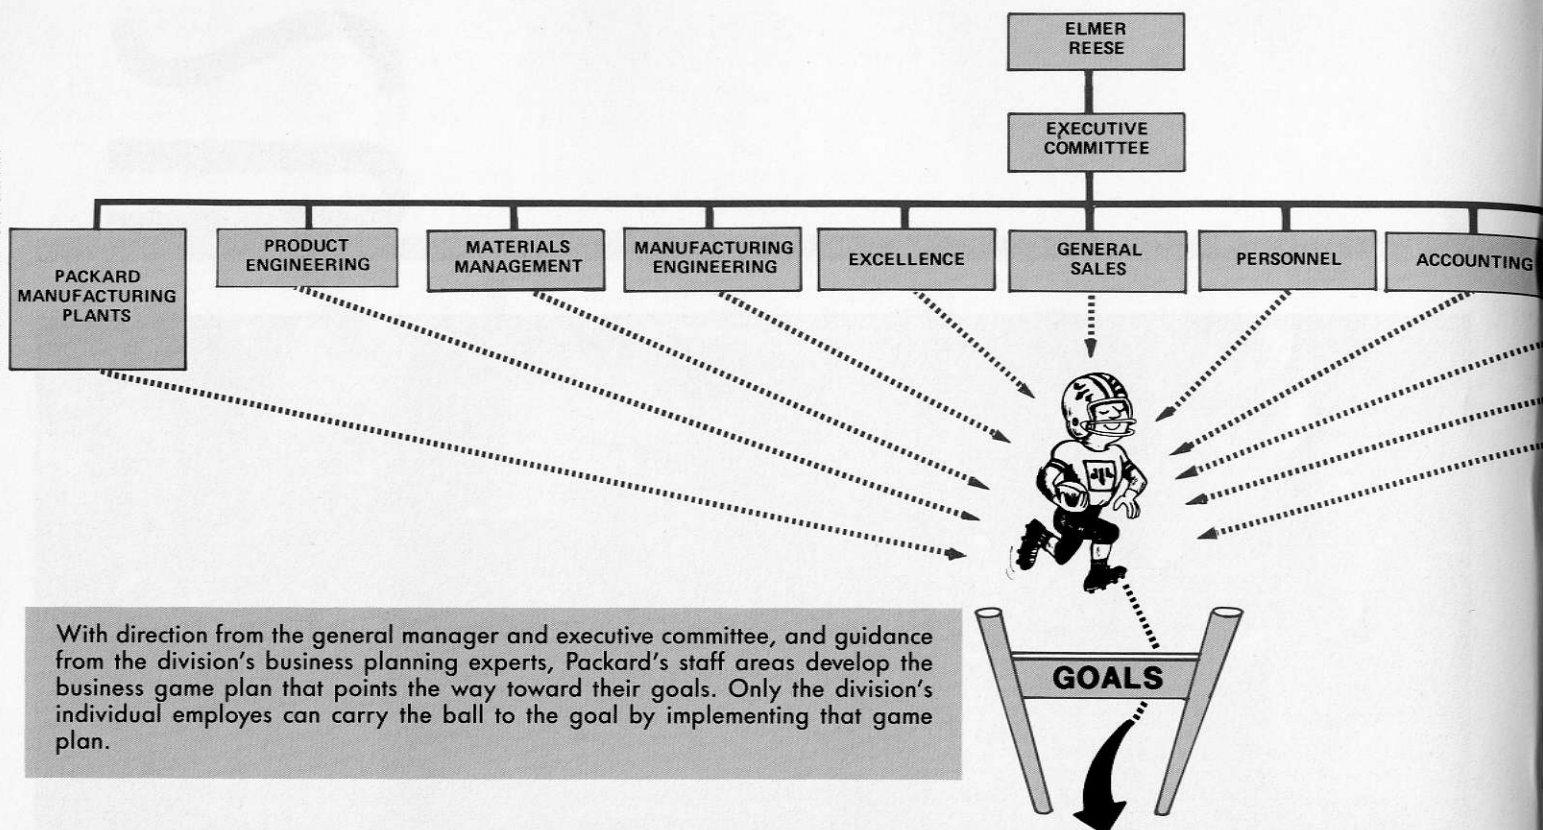 ELMER
REESE
EXECUTIVE
COMMITTEE
PACKARD
MANUFACTURING
PLANTS
PRODUCT
ENGINEERING
MATERIALS
MANAGEMENT
MANUFACTURING
ENGINEERING
EXCELLENCE
GENERAL
SALES
PERSONNEL
ACCOUNTING
With direction from the general manager and executive committee, and guidance
from the division's business planning experts, Packard's staff areas develop the
business game plan that points the way toward their goals. Only the division's
individual employes can carry the ball to the goal by implementing that game
plan.
GOALS